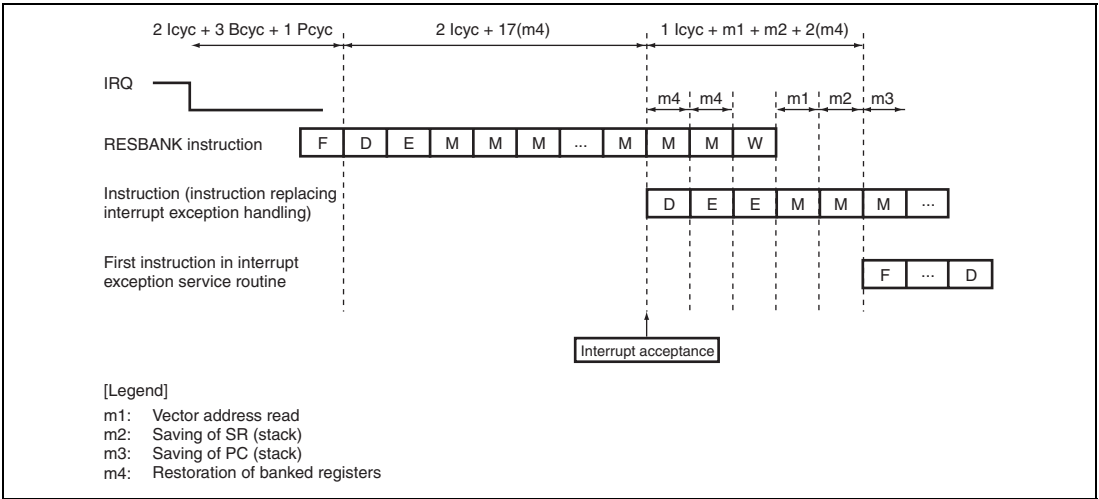 2 Icyc + 3 Bcyc + 1 Pcyc 2 Icyc + 17(m4) 1 Icyc + m1 + m2 + 2(m4)
IRQ
m4 m4 m1 m2 m3
RESBANK instruction F D E M M M ... M M M W
Instruction (instruction replacing
interrupt exception handling) D E E M M M ...
First instruction in interrupt
exception service routine F ... D
Interrupt acceptance
[Legend]
m1: Vector address read
m2: Saving of SR (stack)
m3: Saving of PC (stack)
m4: Restoration of banked registers